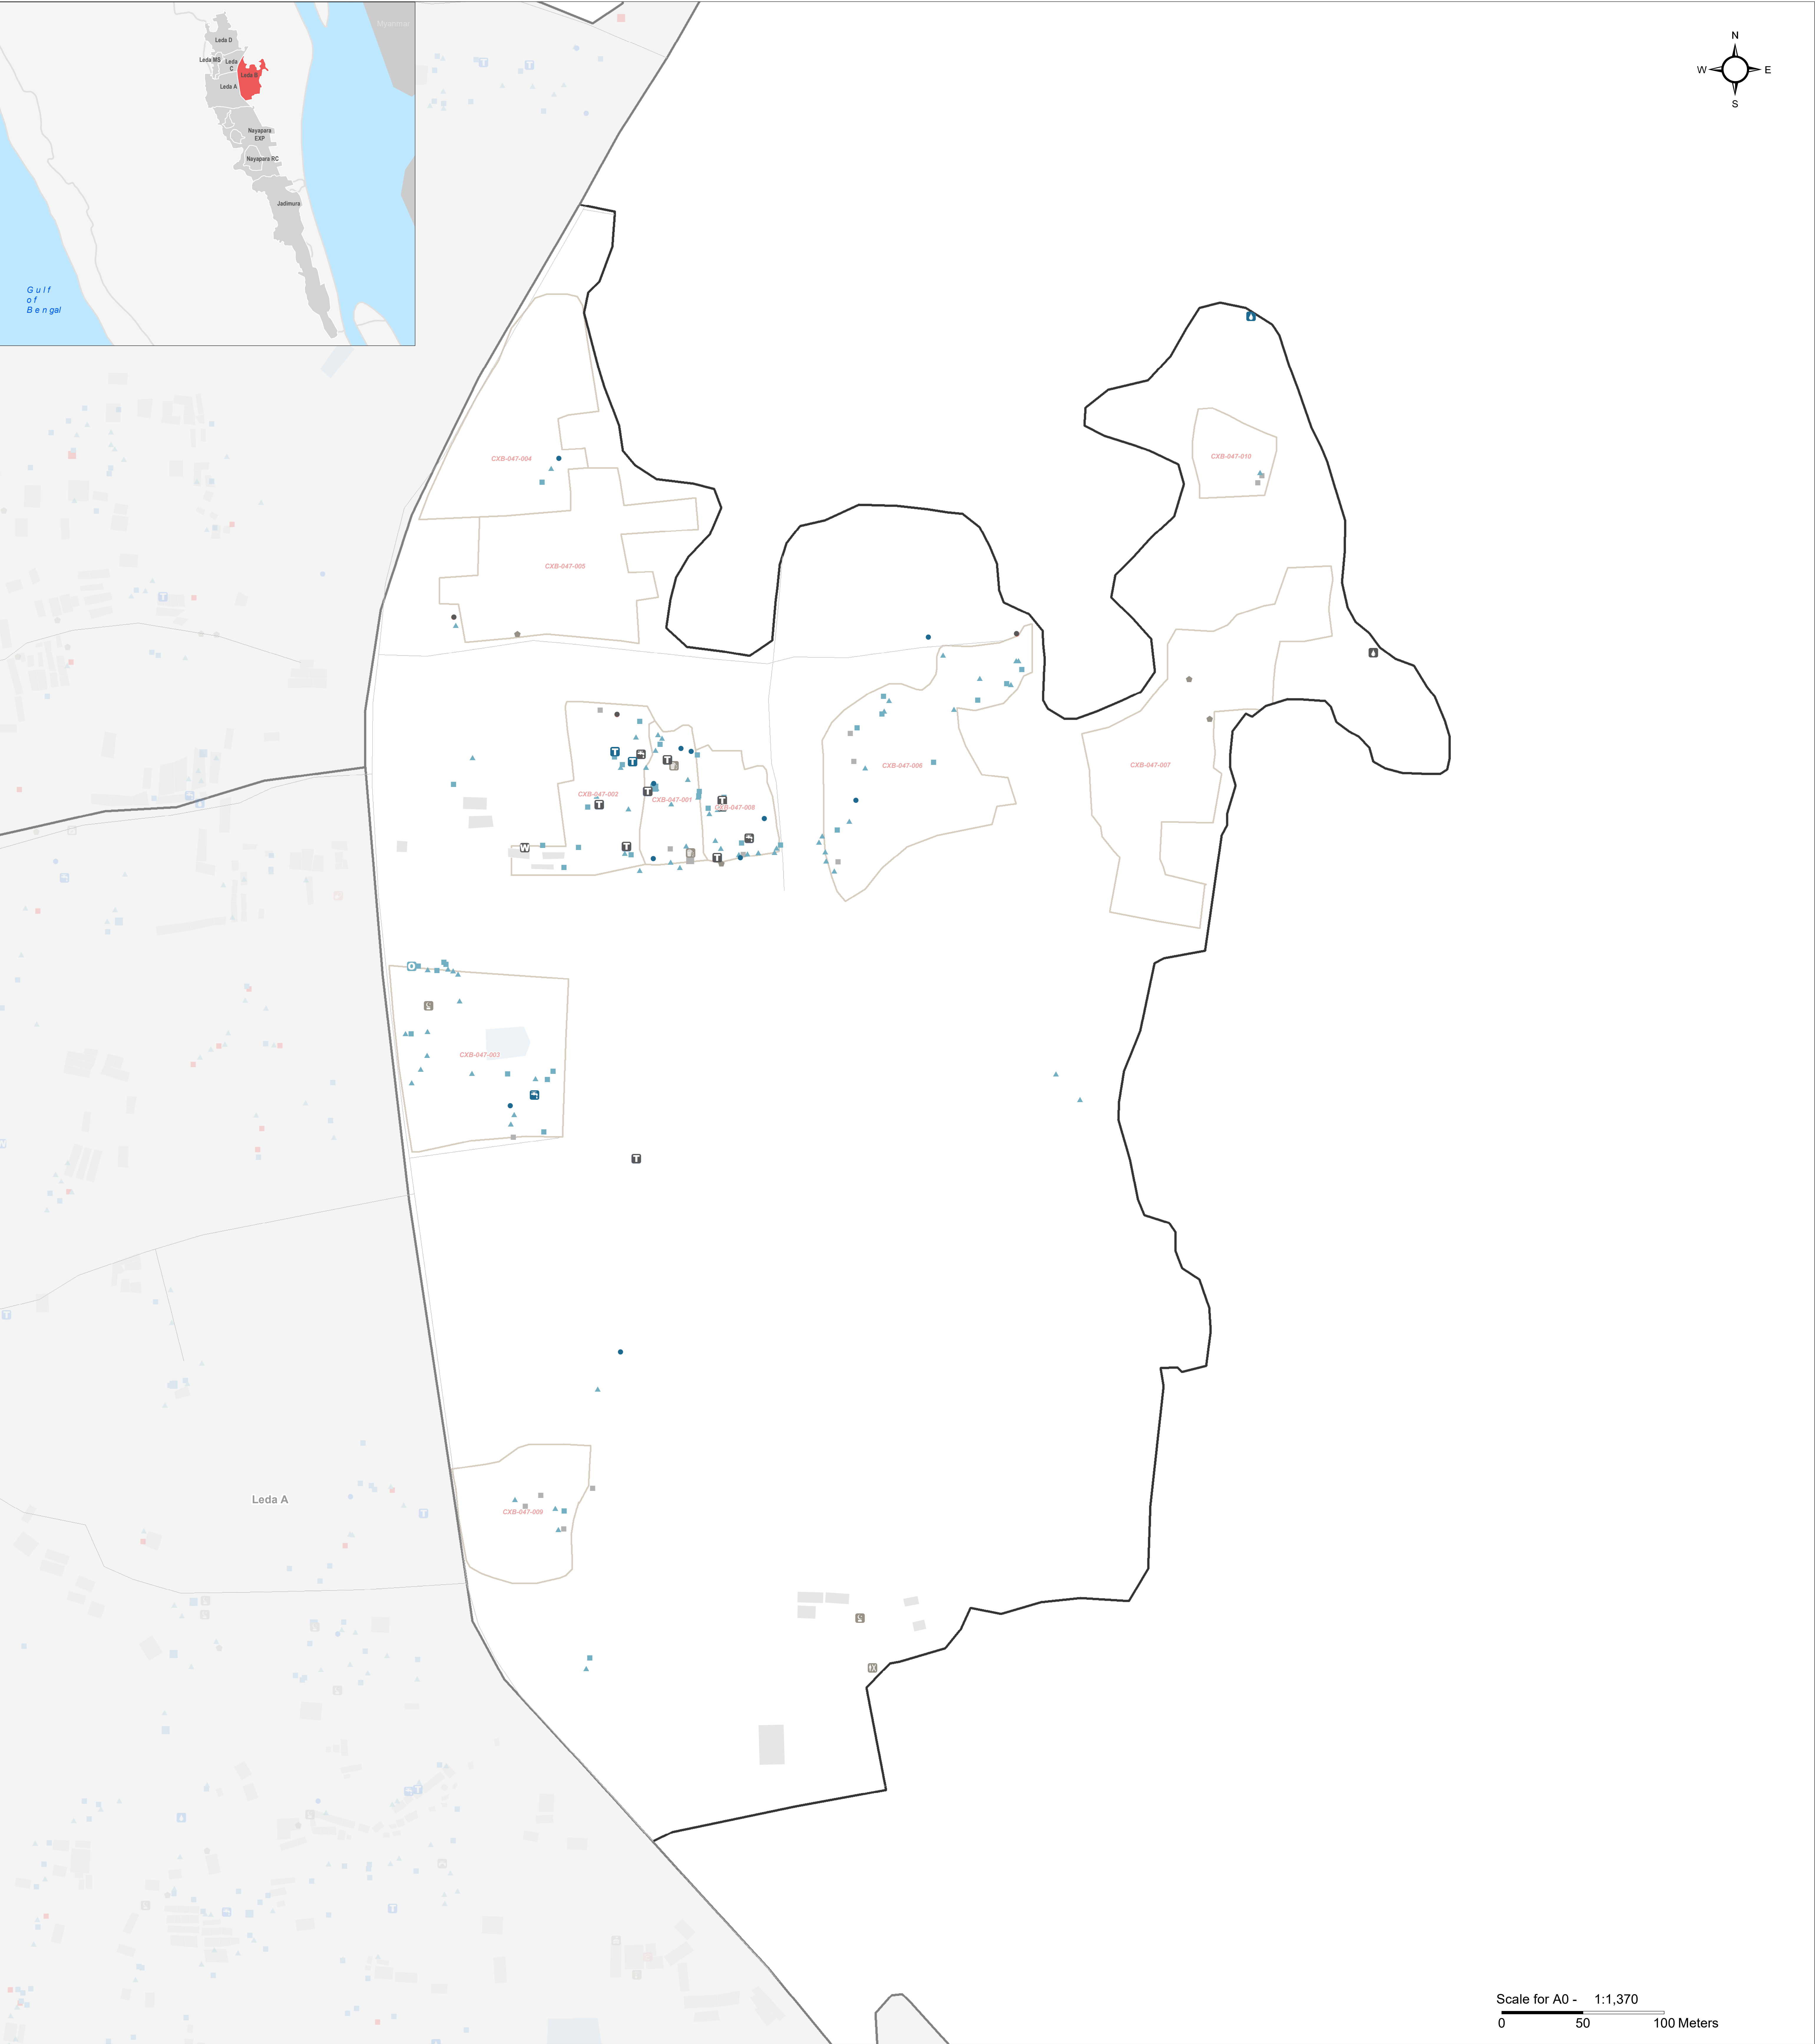 Myanmar
Leda D
Leda MS
Leda
C
Leda B
Leda A
Nayapara
EXP
Nayapara RC
Jadimura
Gulf
of
Bengal
N
W
E
S
CXB-047-004
CXB-047-010
CXB-047-005
CXB-047-006
CXB-047-007
CXB-047-002
CXB-047-001
CXB-047-008
CXB-047-003
Leda A
CXB-047-009
Scale for A0 - 1:1,370
0 50 100 Meters